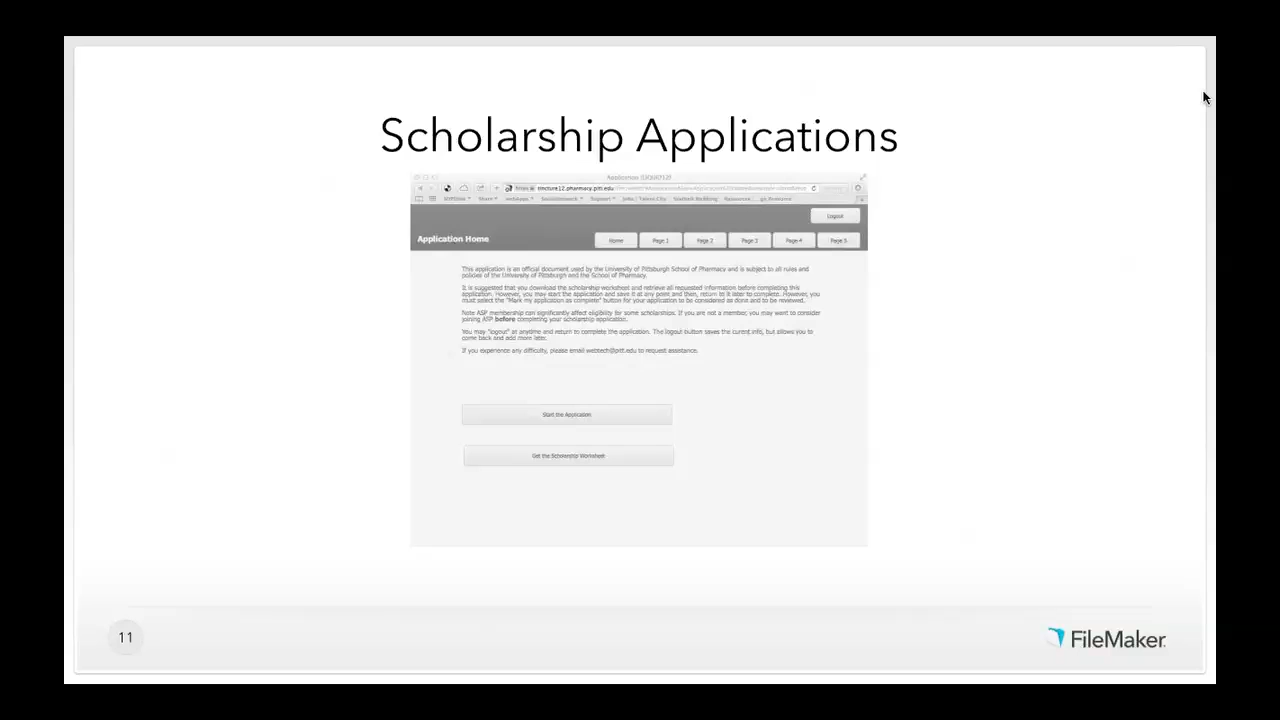 Scholarship Applications
tincture12.pharmacy.pitt.edu
Logout
Application Home
Home Page 1 Page 2 Page 3 Page 4 Page 5
This application is an official document used by the University of Pittsburgh School of Pharmacy and is subject to all rules and
policies of the University of Pittsburgh and the School of Pharmacy.
It is suggested that you download the scholarship worksheet and retrieve all requested information before completing this
application. However, you may start the application and save it at any point and then, return to it later to complete. However, you
must select the "Mark my application as complete" button for your application to be considered as done and to be reviewed.
Note ASP membership can significantly affect eligibility for some scholarships. If you are not a member, you may want to consider
joining ASP before completing your scholarship application.
You may "logout" at anytime and return to complete the application. The logout button saves the current info, but allows you to
come back and add more later.
If you experience any difficulty, please email webtech@pitt.edu to request assistance.
Start the Application
Get the Scholarship Worksheet
11
FileMaker